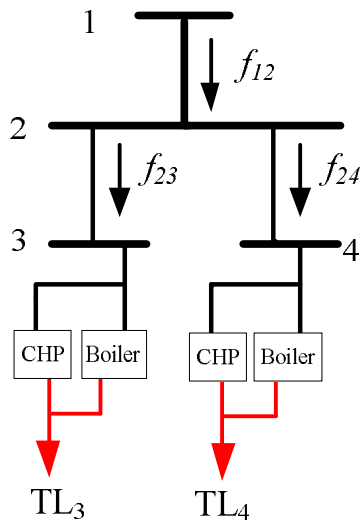 1
f12
2
f23
f24
3
4
CHP
Boiler
CHP
Boiler
TL3
TL4